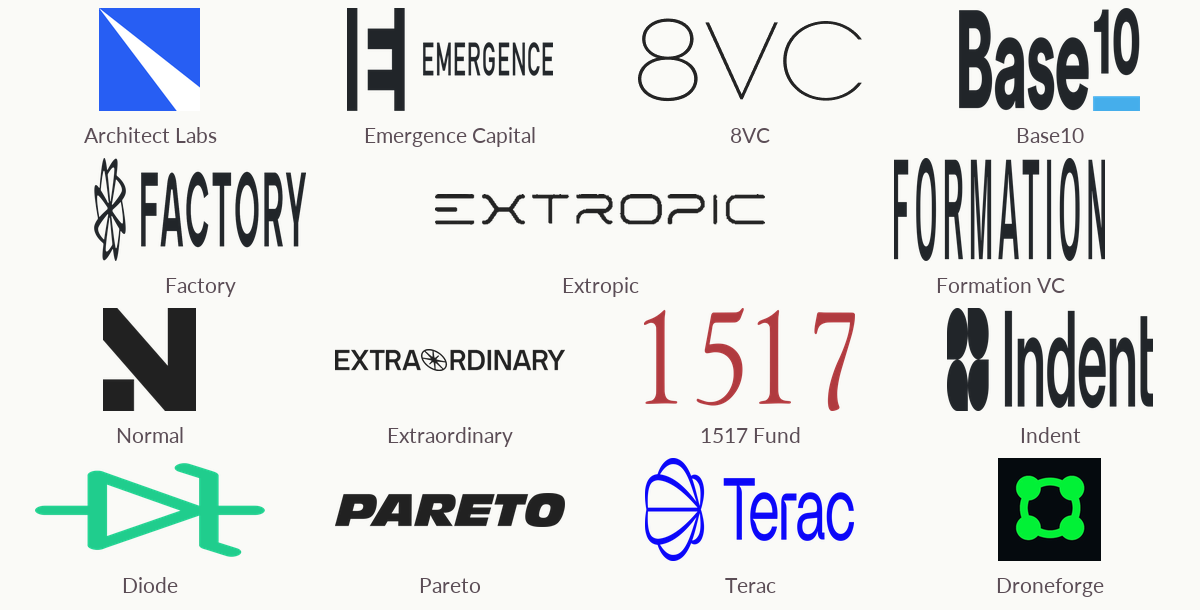 EMERGENCE
8VC
Base10
Architect Labs
Emergence Capital
8VC
Base10
FACTORY
EXTROPIC
FORMATION
Factory
Extropic
Formation VC
N
EXTRAORDINARY
1517
Indent
Normal
Extraordinary
1517 Fund
Indent
PARETO
Terac
Diode
Pareto
Terac
Droneforge